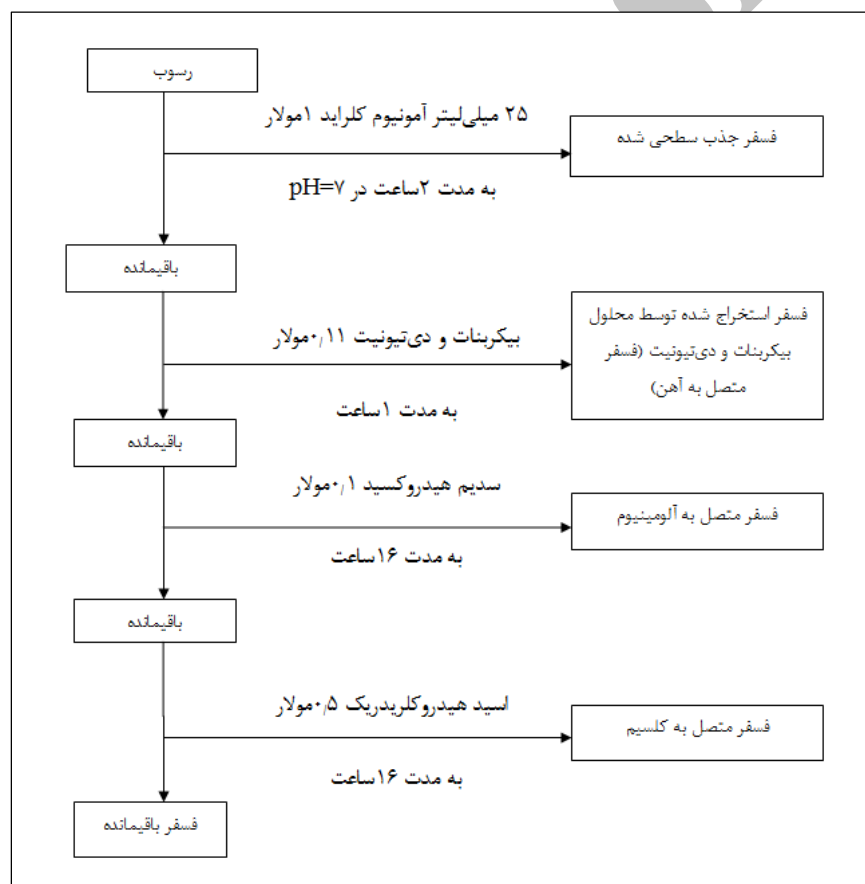 رسوب
۲۵ میلی‌لیتر آمونیوم کلراید ۱مولار
فسفر جذب سطحی شده
به مدت ۲ساعت در pH=۷
باقیمانده
بیکربنات و دی‌تیونیت ۰٫۱۱مولار
فسفر استخراج شده توسط محلول
بیکربنات و دی‌تیونیت (فسفر
متصل به آهن)
به مدت ۱ساعت
باقیمانده
سدیم هیدروکسید ۰٫۱مولار
فسفر متصل به آلومینیوم
به مدت ۱۶ساعت
باقیمانده
اسید هیدروکلریدریک ۰٫۵مولار
فسفر متصل به کلسیم
به مدت ۱۶ساعت
فسفر باقیمانده